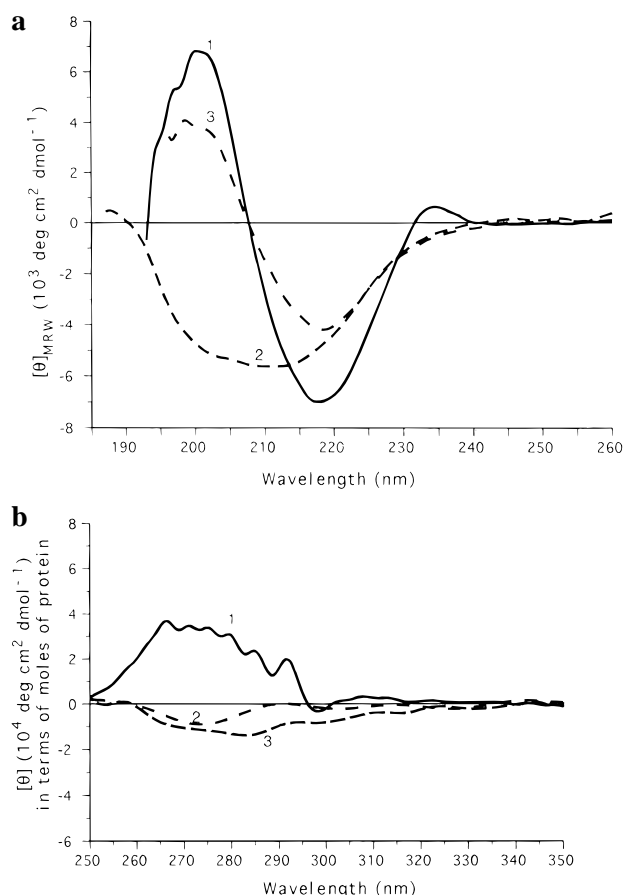 a
8
6
4
2
0
-2
-4
-6
-8
[θ]MRW (10³ deg cm² dmol⁻¹)
1
3
2
190 200 210 220 230 240 250 260
Wavelength (nm)
b
8
6
4
2
0
-2
-4
-6
[θ] (10⁴ deg cm² dmol⁻¹)
in terms of moles of protein
1
2
3
250 260 270 280 290 300 310 320 330 340 350
Wavelength (nm)